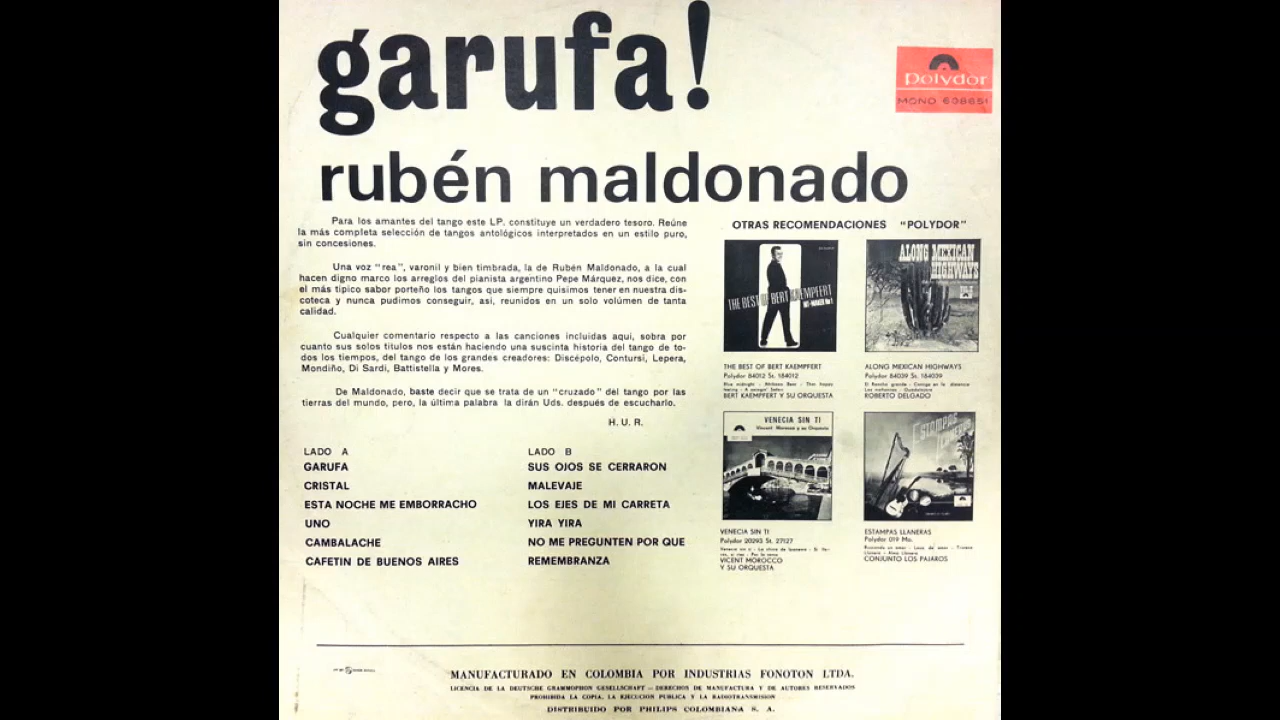 garufa!
rubén maldonado
Polydor
MONO 638651
Para los amantes del tango este LP. constituye un verdadero tesoro. Reúne
la más completa selección de tangos antológicos interpretados en un estilo puro,
sin concesiones.
Una voz "rea", varonil y bien timbrada, la de Rubén Maldonado, a la cual
hacen digno marco los arreglos del pianista argentino Pepe Márquez, nos dice, con
el más típico sabor porteño los tangos que siempre quisimos tener en nuestra dis-
coteca y nunca pudimos conseguir, así, reunidos en un solo volúmen de tanta
calidad.
Cualquier comentario respecto a las canciones incluidas aquí, sobra por
cuanto sus solos títulos nos están haciendo una suscinta historia del tango de to-
dos los tiempos, del tango de los grandes creadores: Discépolo, Contursi, Lepera,
Mondiño, Di Sardi, Battistella y Mores.
De Maldonado, baste decir que se trata de un "cruzado" del tango por las
tierras del mundo, pero, la última palabra la dirán Uds. después de escucharlo.
H. U. R.
LADO A
GARUFA
CRISTAL
ESTA NOCHE ME EMBORRACHO
UNO
CAMBALACHE
CAFETIN DE BUENOS AIRES
LADO B
SUS OJOS SE CERRARON
MALEVAJE
LOS EJES DE MI CARRETA
YIRA YIRA
NO ME PREGUNTEN POR QUE
REMEMBRANZA
OTRAS RECOMENDACIONES "POLYDOR"
THE BEST OF BERT KAEMPFERT
HIT-MAKER No 1
THE BEST OF BERT KAEMPFERT
Polydor 84012 St. 184012
BERT KAEMPFERT Y SU ORQUESTA
ALONG MEXICAN
HIGHWAYS
ALONG MEXICAN HIGHWAYS
Polydor 84039 St. 184039
ROBERTO DELGADO
VENECIA SIN TI
Vincent Morocco y su Orquesta
VENECIA SIN TI
Polydor 20293 St. 27127
VICENT MOROCCO
Y SU ORQUESTA
ESTAMPAS
LLANERAS
ESTAMPAS LLANERAS
Polydor 019 Mo.
CONJUNTO LOS PAJAROS
MANUFACTURADO EN COLOMBIA POR INDUSTRIAS FONOTON LTDA.
LICENCIA DE LA DEUTSCHE GRAMMOPHON GESELLSCHAFT — DERECHOS DE MANUFACTURA Y DE AUTORES RESERVADOS
PROHIBIDA LA COPIA, LA EJECUCION PUBLICA Y LA RADIOTRANSMISION
DISTRIBUIDO POR PHILIPS COLOMBIANA S. A.